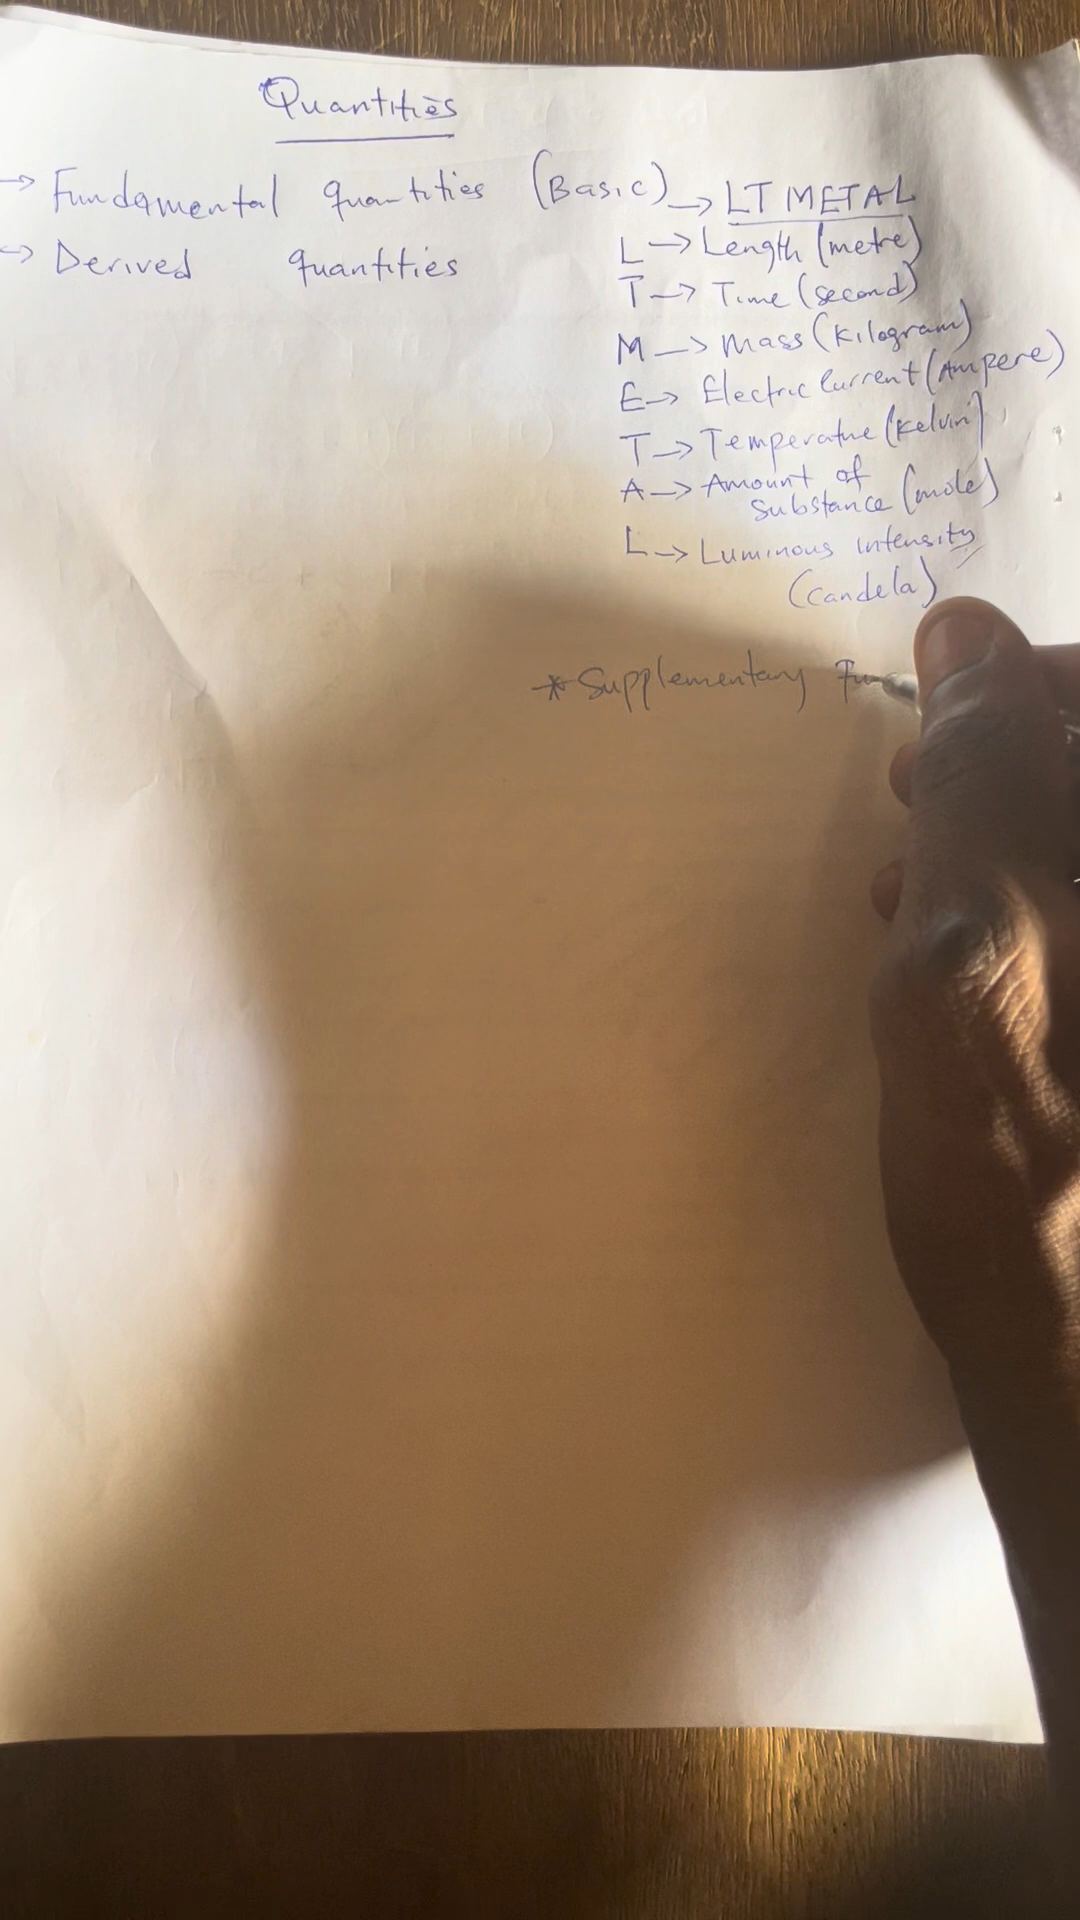 Quantities
→ Fundamental quantities (Basic) → LT METAL
→ Derived quantities
L → Length (metre)
T → Time (second)
M → Mass (Kilogram)
E → Electric Current (Ampere)
T → Temperature (Kelvin)
A → Amount of
Substance (mole)
L → Luminous intensity
(Candela)
* Supplementary Fu